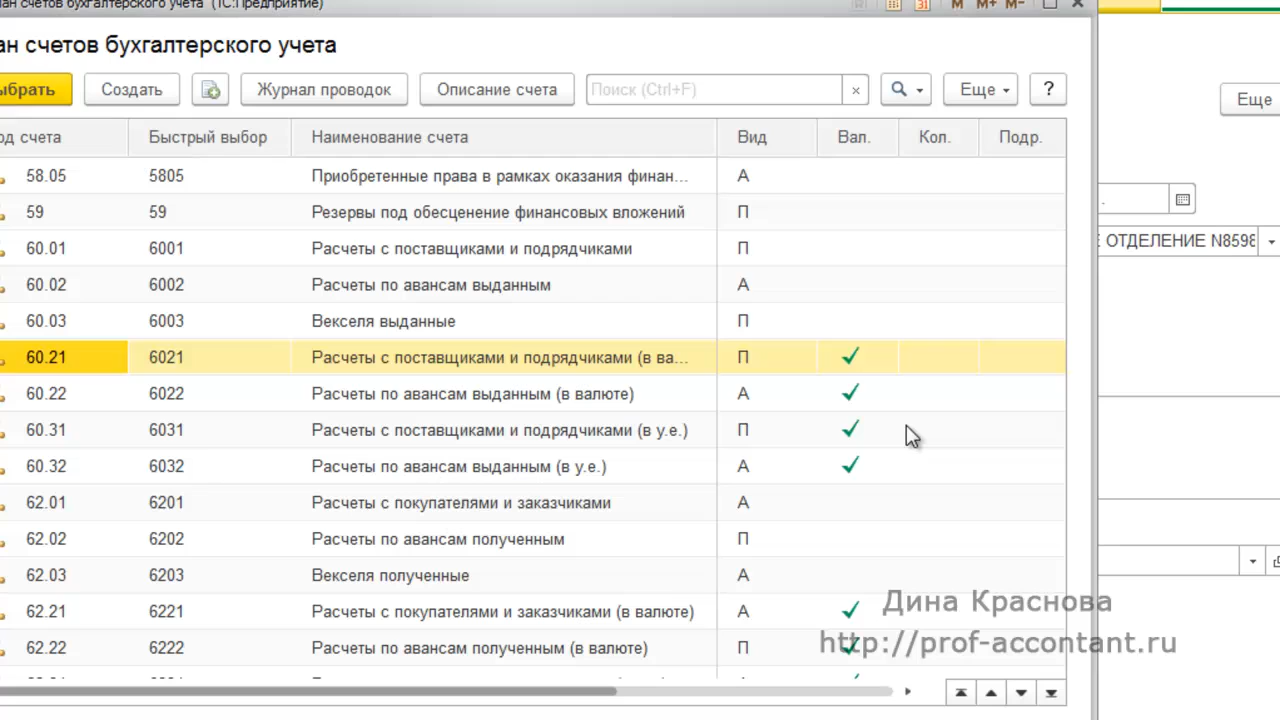 ан счетов бухгалтерского учета (1С:Предприятие)
31 M M+ M-
ан счетов бухгалтерского учета
ыбрать Создать Журнал проводок Описание счета Поиск (Ctrl+F) × Еще ?
Еще
од счета Быстрый выбор Наименование счета Вид Вал. Кол. Подр.
58.05 5805 Приобретенные права в рамках оказания финан... А
59 59 Резервы под обесценение финансовых вложений П
60.01 6001 Расчеты с поставщиками и подрядчиками П
ОТДЕЛЕНИЕ N8598
60.02 6002 Расчеты по авансам выданным А
60.03 6003 Векселя выданные П
60.21 6021 Расчеты с поставщиками и подрядчиками (в ва... П
60.22 6022 Расчеты по авансам выданным (в валюте) А
60.31 6031 Расчеты с поставщиками и подрядчиками (в у.е.) П
60.32 6032 Расчеты по авансам выданным (в у.е.) А
62.01 6201 Расчеты с покупателями и заказчиками А
62.02 6202 Расчеты по авансам полученным П
62.03 6203 Векселя полученные А
62.21 6221 Расчеты с покупателями и заказчиками (в валюте) А
62.22 6222 Расчеты по авансам полученным (в валюте) П
Дина Краснова
http://prof-accontant.ru